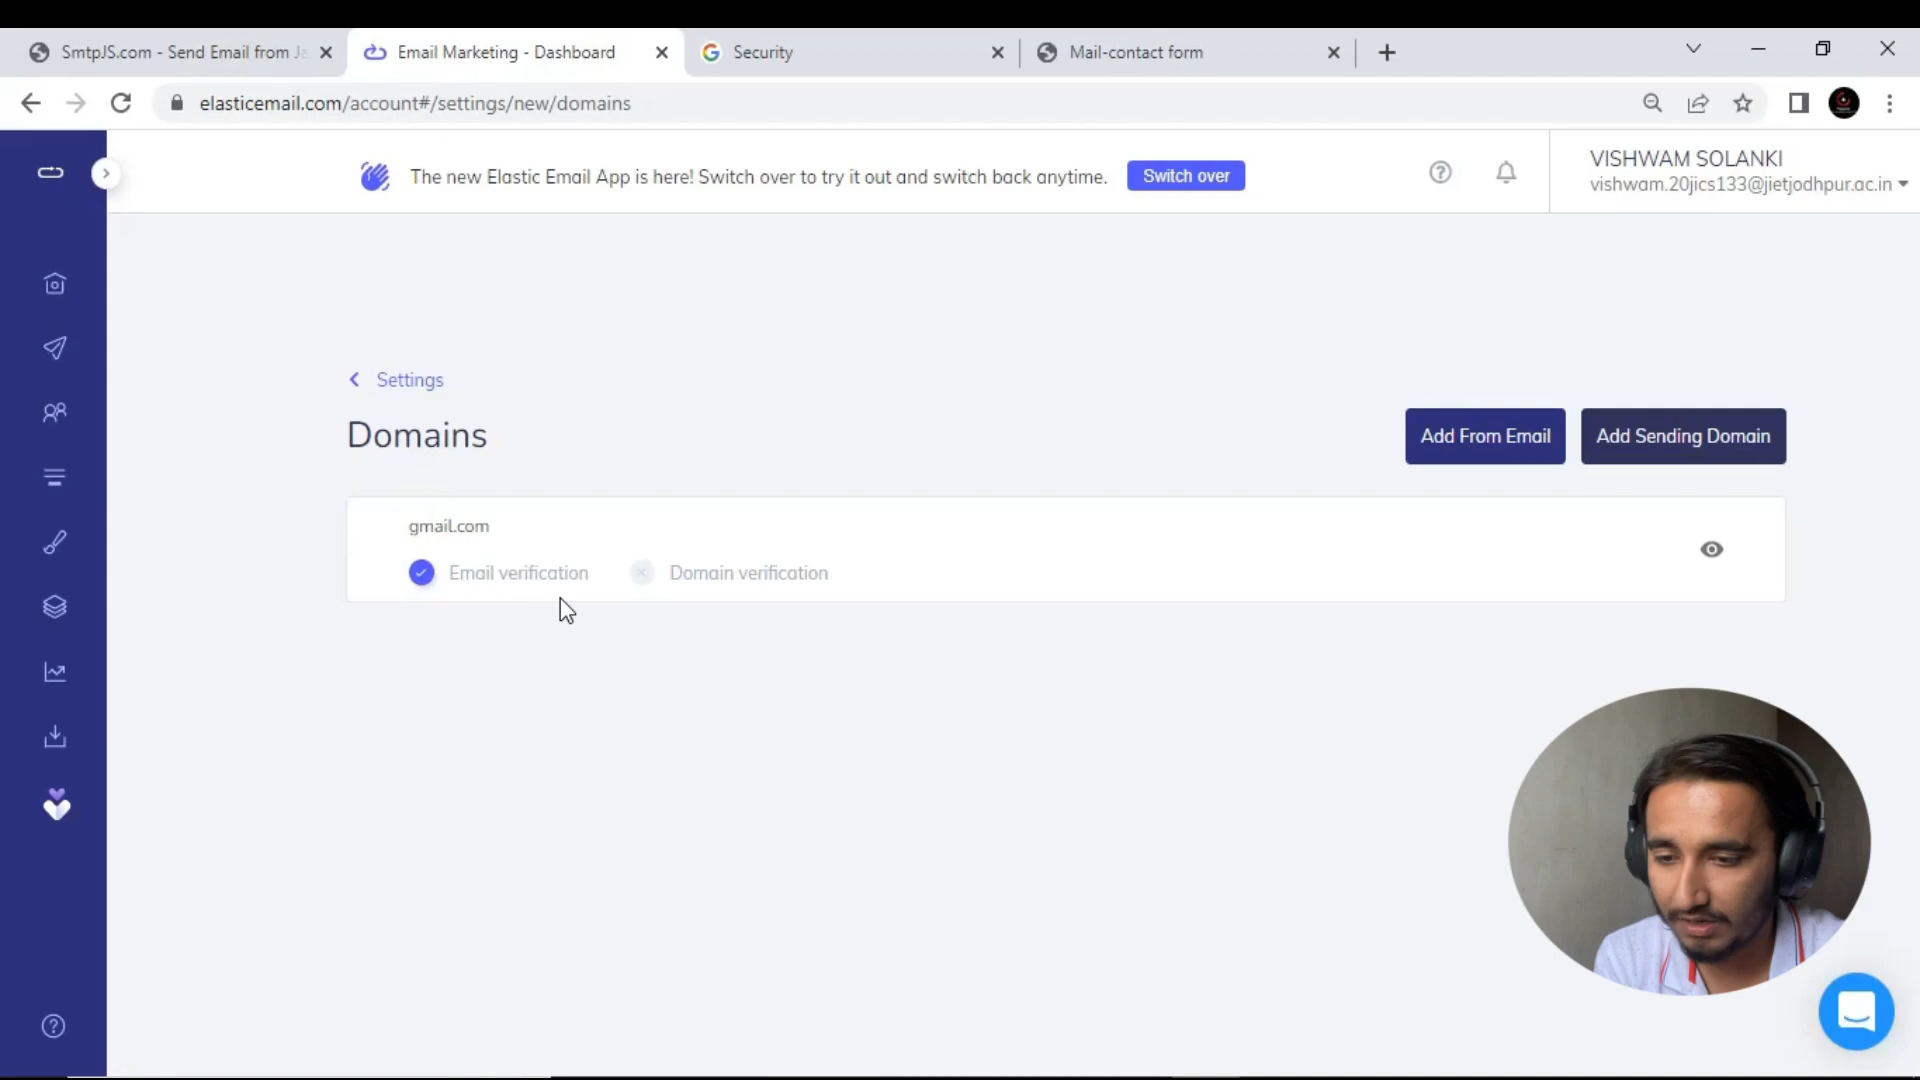 SmtpJS.com - Send Email from Ja
Email Marketing - Dashboard
Security
Mail-contact form
elasticemail.com/account#/settings/new/domains
The new Elastic Email App is here! Switch over to try it out and switch back anytime.
Switch over
VISHWAM SOLANKI
vishwam.20jics133@jietjodhpur.ac.in
Settings
Domains
Add From Email
Add Sending Domain
gmail.com
Email verification
Domain verification